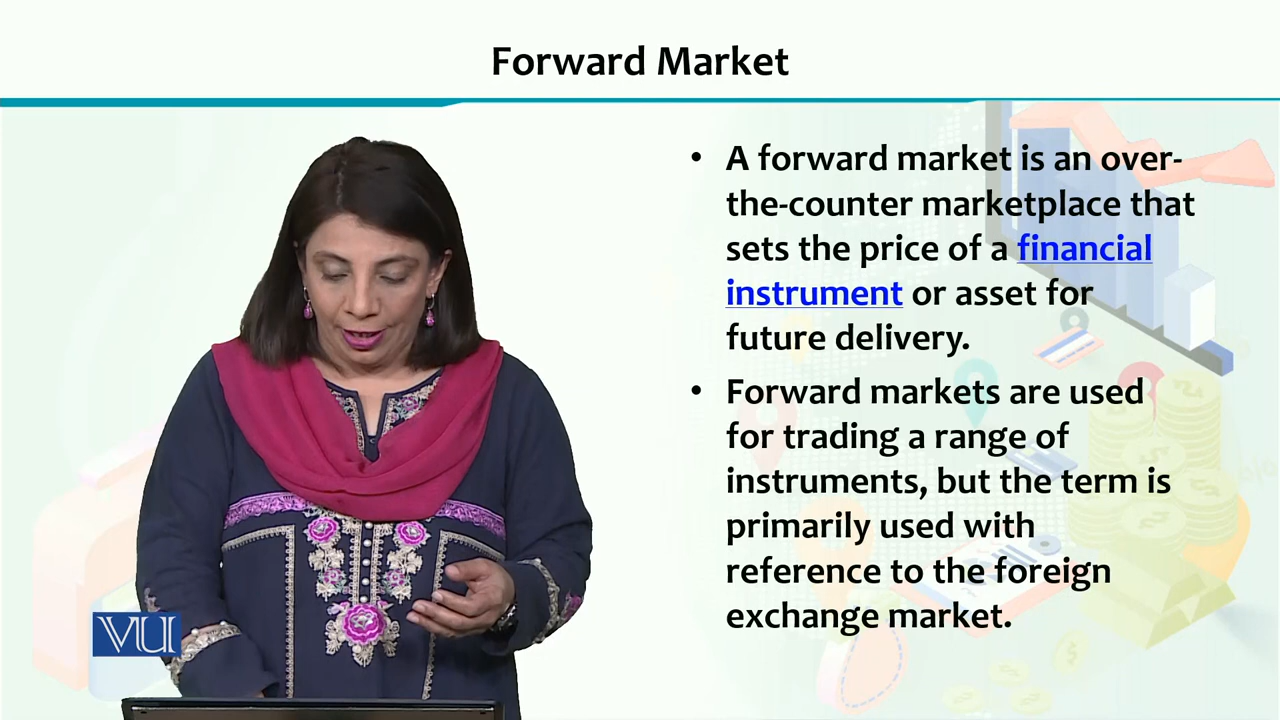 Forward Market
• A forward market is an over-
the-counter marketplace that
sets the price of a financial
instrument or asset for
future delivery.
• Forward markets are used
for trading a range of
instruments, but the term is
primarily used with
reference to the foreign
exchange market.
VU